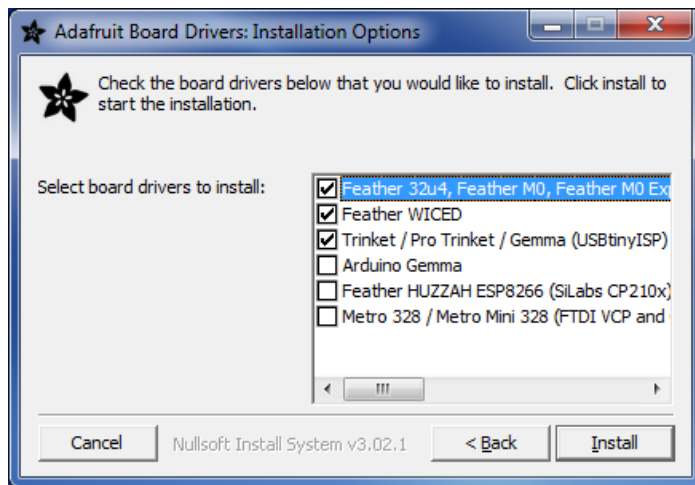 Adafruit Board Drivers: Installation Options
Check the board drivers below that you would like to install. Click install to
start the installation.
Select board drivers to install:
Feather 32u4, Feather M0, Feather M0
Feather WICED
Trinket / Pro Trinket / Gemma (USBtinyISP)
Arduino Gemma
Feather HUZZAH ESP8266 (SiLabs CP210x)
Metro 328 / Metro Mini 328 (FTDI VCP and
Cancel
Nullsoft Install System v3.02.1
< Back
Install